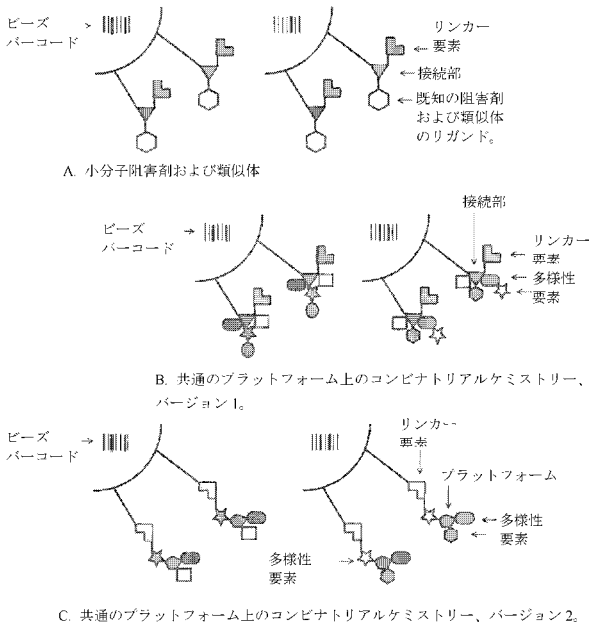 ビーズ
バーコード
リンカー
要素
接続部
既知の阻害剤
および類似体
のリガンド。
A. 小分子阻害剤および類似体
接続部
ビーズ
バーコード
リンカー
要素
多様性
要素
B. 共通のプラットフォーム上のコンビナトリアルケミストリー、
バージョン1。
ビーズ
バーコード
リンカー
要素
プラットフォーム
多様性
要素
多様性
要素
C. 共通のプラットフォーム上のコンビナトリアルケミストリー、バージョン2。